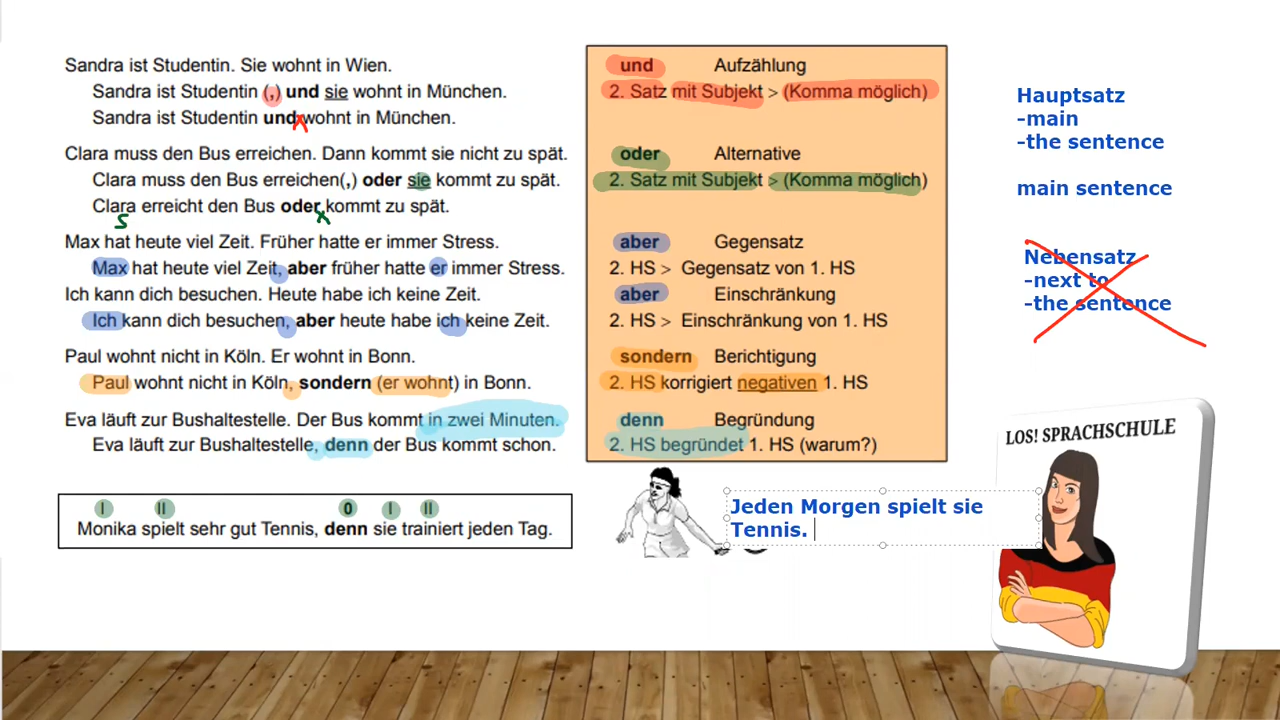 Sandra ist Studentin. Sie wohnt in Wien.
Sandra ist Studentin (,) und sie wohnt in München.
Sandra ist Studentin und wohnt in München.
x
Clara muss den Bus erreichen. Dann kommt sie nicht zu spät.
Clara muss den Bus erreichen(,) oder sie kommt zu spät.
Clara erreicht den Bus oder kommt zu spät.
s x
Max hat heute viel Zeit. Früher hatte er immer Stress.
Max hat heute viel Zeit, aber früher hatte er immer Stress.
Ich kann dich besuchen. Heute habe ich keine Zeit.
Ich kann dich besuchen, aber heute habe ich keine Zeit.
Paul wohnt nicht in Köln. Er wohnt in Bonn.
Paul wohnt nicht in Köln, sondern (er wohnt) in Bonn.
Eva läuft zur Bushaltestelle. Der Bus kommt in zwei Minuten.
Eva läuft zur Bushaltestelle, denn der Bus kommt schon.
I II 0 I II
Monika spielt sehr gut Tennis, denn sie trainiert jeden Tag.
und Aufzählung
2. Satz mit Subjekt > (Komma möglich)
oder Alternative
2. Satz mit Subjekt > (Komma möglich)
aber Gegensatz
2. HS > Gegensatz von 1. HS
aber Einschränkung
2. HS > Einschränkung von 1. HS
sondern Berichtigung
2. HS korrigiert negativen 1. HS
denn Begründung
2. HS begründet 1. HS (warum?)
Jeden Morgen spielt sie
Tennis.
Hauptsatz
-main
-the sentence
main sentence
Nebensatz
-next to
-the sentence
LOS! SPRACHSCHULE